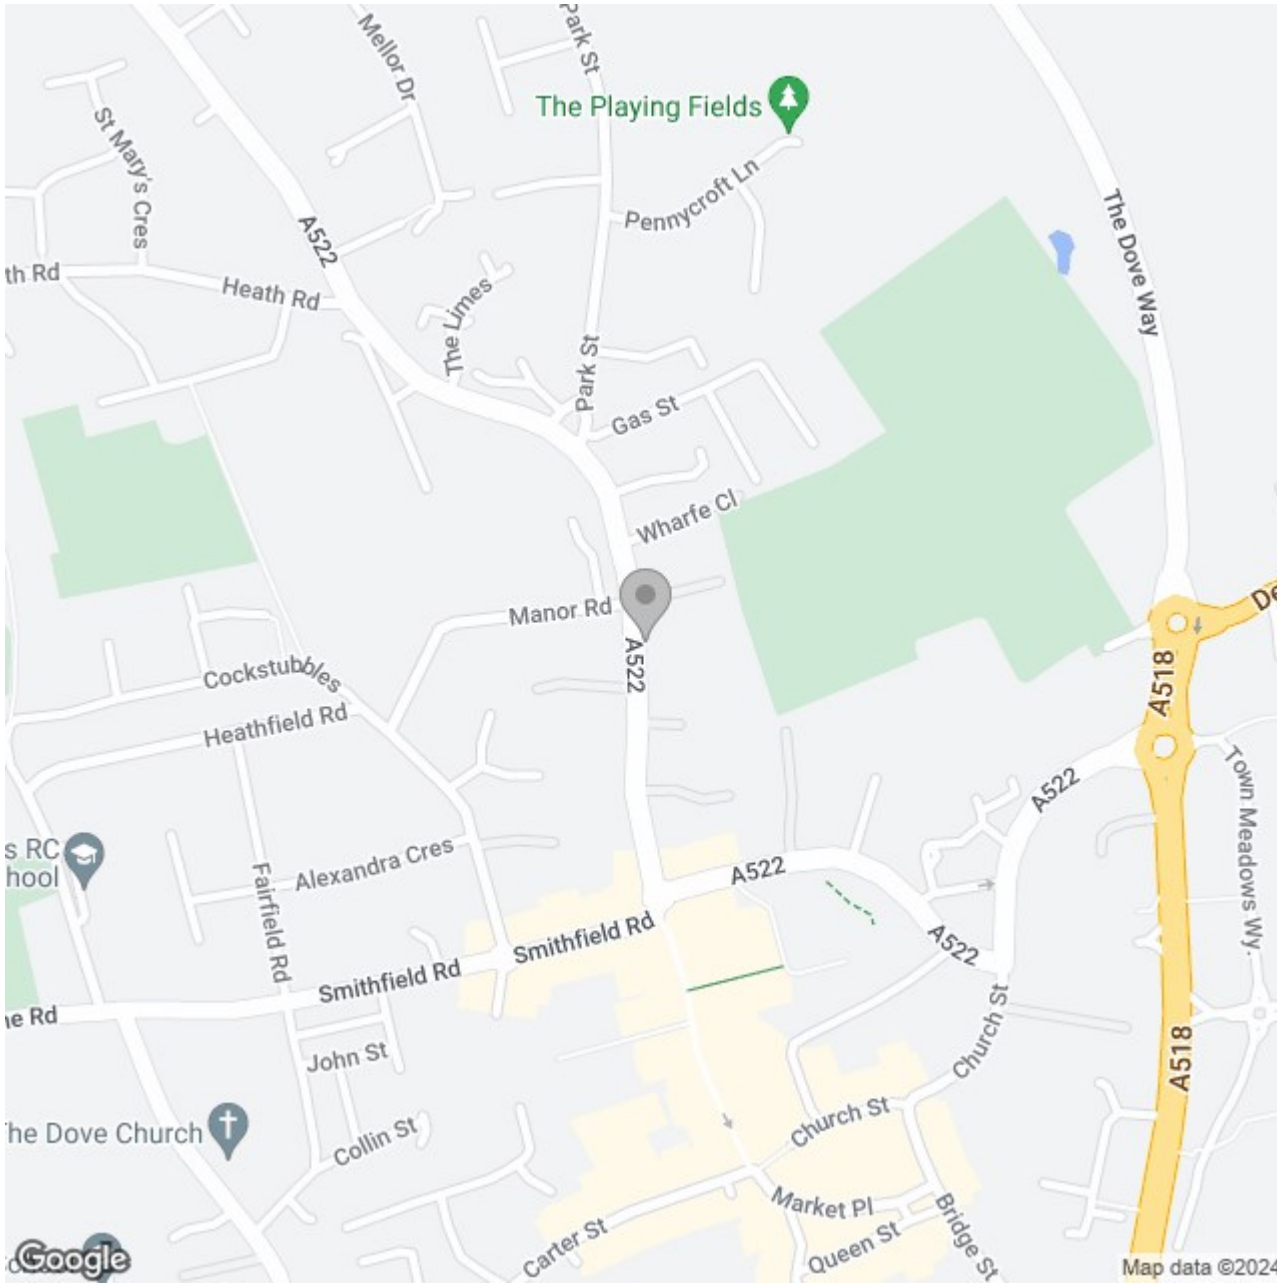 Park St
Mellor Dr
The Playing Fields
St Mary's Cres
Pennycroft Ln
A522
The Dove Way
th Rd
Heath Rd
The Limes
Park St
Gas St
Wharfe Cl
Manor Rd
De
A522
A518
Cockstubbles
Heathfield Rd
A522
Town Meadows Wy.
s RC
hool
Alexandra Cres
Fairfield Rd
A522
Smithfield Rd
A522
Smithfield Rd
ne Rd
Church St
John St
A518
Church St
The Dove Church
Collin St
Market Pl
Bridge St
Carter St
Queen St
Google
Map data ©2024